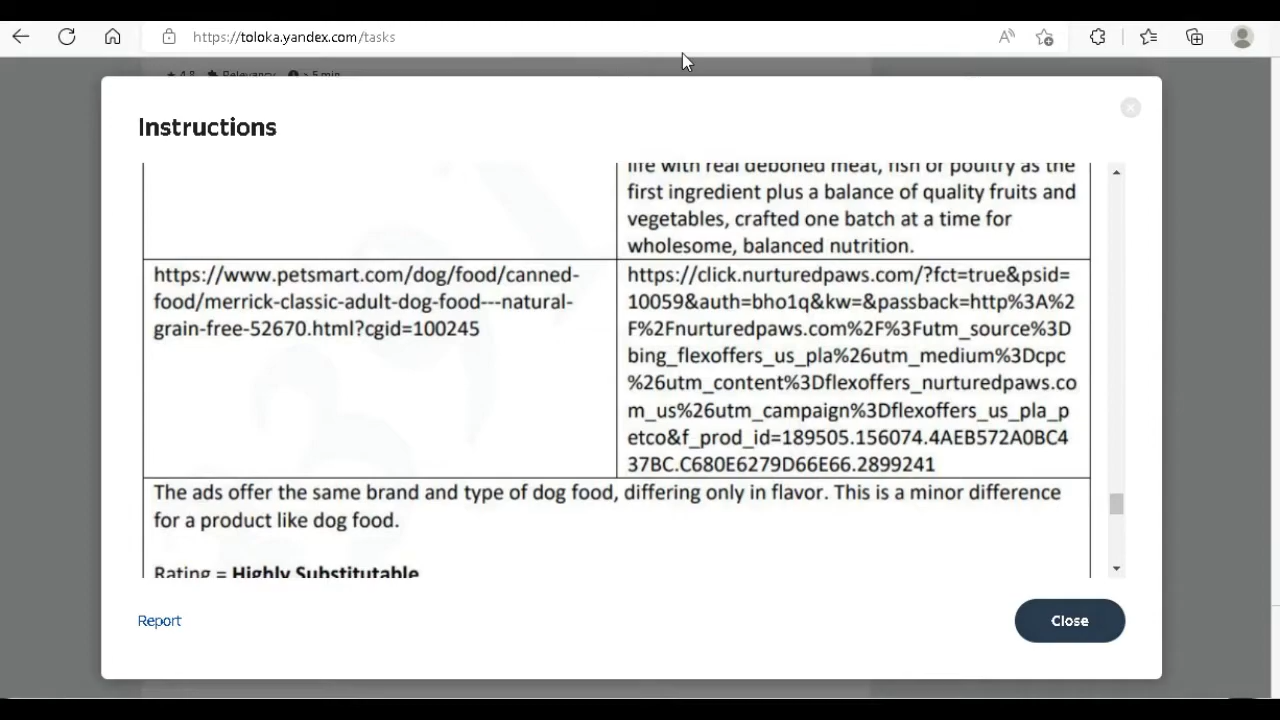 https://toloka.yandex.com/tasks
4.8 Relevancy > 5 min
Instructions
life with real deboned meat, fish or poultry as the
first ingredient plus a balance of quality fruits and
vegetables, crafted one batch at a time for
wholesome, balanced nutrition.
https://www.petsmart.com/dog/food/canned-
food/merrick-classic-adult-dog-food---natural-
grain-free-52670.html?cgid=100245
https://click.nurturedpaws.com/?fct=true&psid=
10059&auth=bho1q&kw=&passback=http%3A%2
F%2Fnurturedpaws.com%2F%3Futm_source%3D
bing_flexoffers_us_pla%26utm_medium%3Dcpc
%26utm_content%3Dflexoffers_nurturedpaws.co
m_us%26utm_campaign%3Dflexoffers_us_pla_p
etco&f_prod_id=189505.156074.4AEB572A0BC4
37BC.C680E6279D66E66.2899241
The ads offer the same brand and type of dog food, differing only in flavor. This is a minor difference
for a product like dog food.
Rating = Highly Substitutable
Report
Close